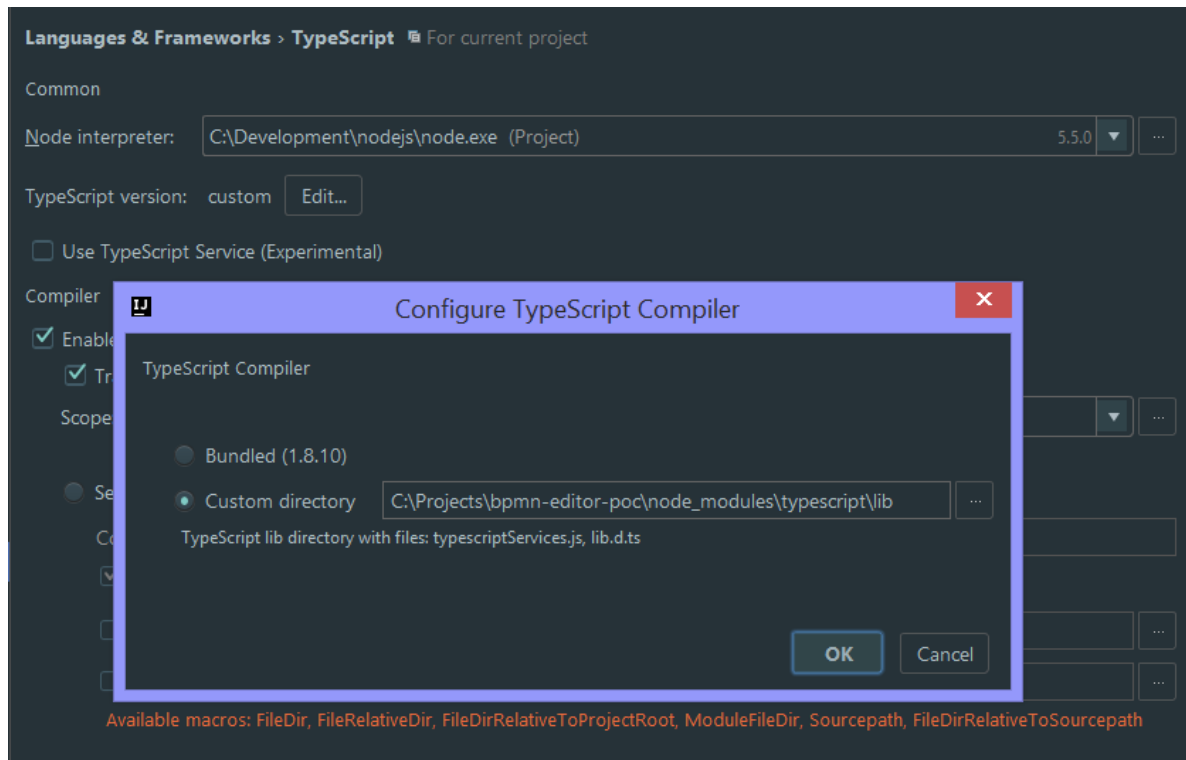 Languages & Frameworks › TypeScript For current project
Common
Node interpreter: C:\Development\nodejs\node.exe (Project) 5.5.0 ...
TypeScript version: custom Edit...
Use TypeScript Service (Experimental)
Compiler
IJ Configure TypeScript Compiler
Enable
Tr
TypeScript Compiler
Scope
...
Bundled (1.8.10)
Se
Custom directory C:\Projects\bpmn-editor-poc\node_modules\typescript\lib ...
Co
TypeScript lib directory with files: typescriptServices.js, lib.d.ts
...
OK Cancel
...
Available macros: FileDir, FileRelativeDir, FileDirRelativeToProjectRoot, ModuleFileDir, Sourcepath, FileDirRelativeToSourcepath